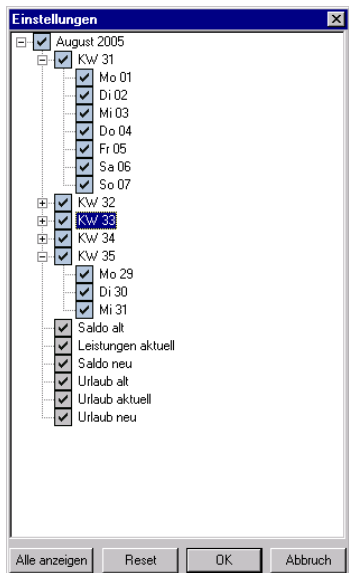 Einstellungen
August 2005
KW 31
Mo 01
Di 02
Mi 03
Do 04
Fr 05
Sa 06
So 07
KW 32
KW 33
KW 34
KW 35
Mo 29
Di 30
Mi 31
Saldo alt
Leistungen aktuell
Saldo neu
Urlaub alt
Urlaub aktuell
Urlaub neu
Alle anzeigen Reset OK Abbruch